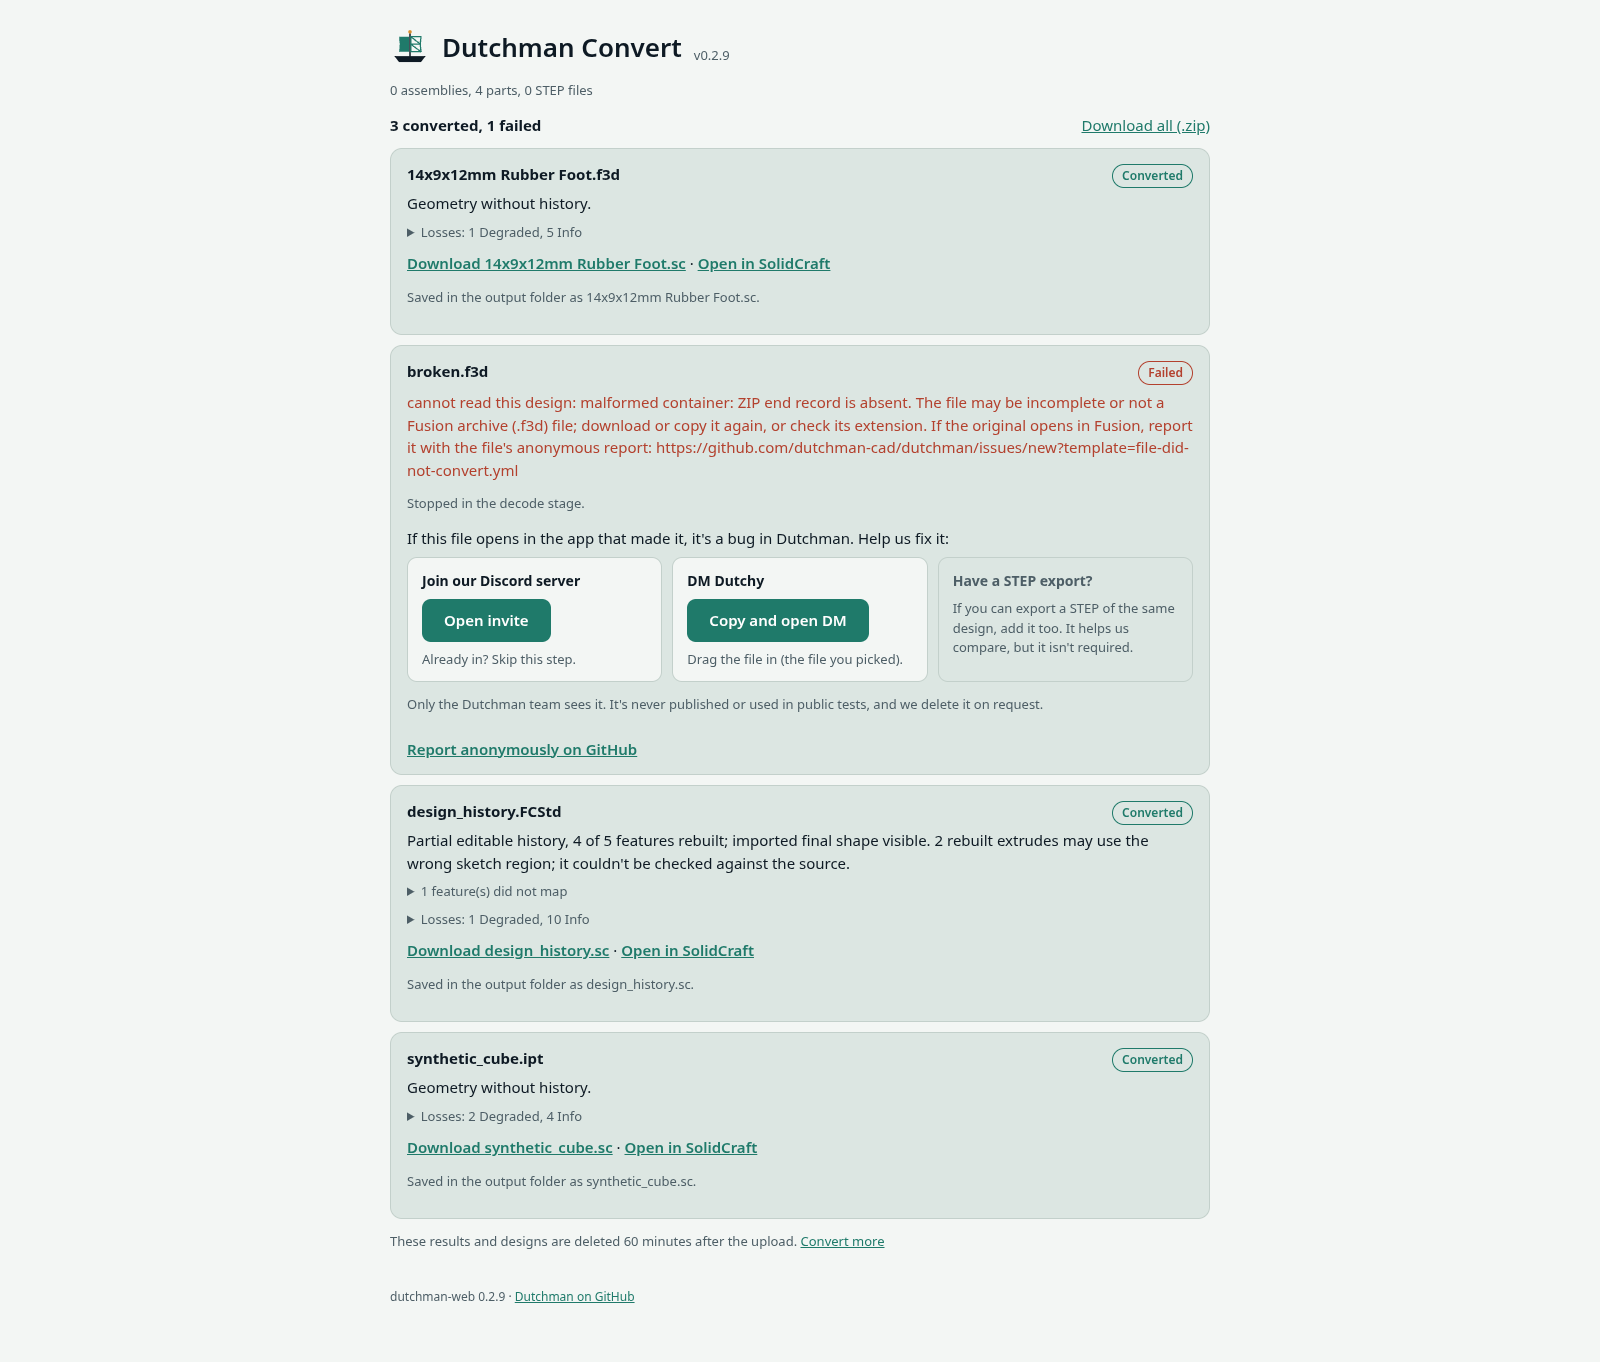 Dutchman Convert v0.2.9
0 assemblies, 4 parts, 0 STEP files
3 converted, 1 failed
Download all (.zip)
14x9x12mm Rubber Foot.f3d
Converted
Geometry without history.
▶ Losses: 1 Degraded, 5 Info
Download 14x9x12mm Rubber Foot.sc · Open in SolidCraft
Saved in the output folder as 14x9x12mm Rubber Foot.sc.
broken.f3d
Failed
cannot read this design: malformed container: ZIP end record is absent. The file may be incomplete or not a
Fusion archive (.f3d) file; download or copy it again, or check its extension. If the original opens in Fusion, report
it with the file's anonymous report: https://github.com/dutchman-cad/dutchman/issues/new?template=file-did-
not-convert.yml
Stopped in the decode stage.
If this file opens in the app that made it, it's a bug in Dutchman. Help us fix it:
Join our Discord server
Open invite
Already in? Skip this step.
DM Dutchy
Copy and open DM
Drag the file in (the file you picked).
Have a STEP export?
If you can export a STEP of the same
design, add it too. It helps us
compare, but it isn't required.
Only the Dutchman team sees it. It's never published or used in public tests, and we delete it on request.
Report anonymously on GitHub
design_history.FCStd
Converted
Partial editable history, 4 of 5 features rebuilt; imported final shape visible. 2 rebuilt extrudes may use the
wrong sketch region; it couldn't be checked against the source.
▶ 1 feature(s) did not map
▶ Losses: 1 Degraded, 10 Info
Download design_history.sc · Open in SolidCraft
Saved in the output folder as design_history.sc.
synthetic_cube.ipt
Converted
Geometry without history.
▶ Losses: 2 Degraded, 4 Info
Download synthetic_cube.sc · Open in SolidCraft
Saved in the output folder as synthetic_cube.sc.
These results and designs are deleted 60 minutes after the upload. Convert more
dutchman-web 0.2.9 · Dutchman on GitHub